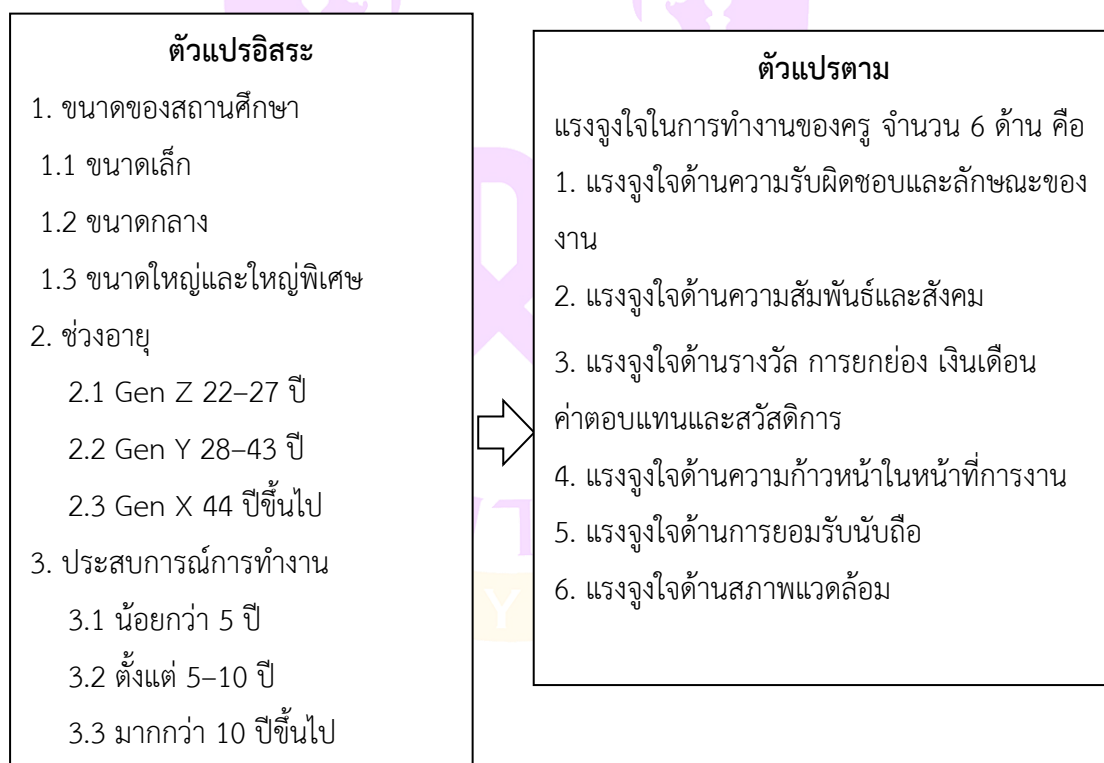 ตัวแปรอิสระ
1. ขนาดของสถานศึกษา
1.1 ขนาดเล็ก
1.2 ขนาดกลาง
1.3 ขนาดใหญ่และใหญ่พิเศษ
2. ช่วงอายุ
2.1 Gen Z 22–27 ปี
2.2 Gen Y 28–43 ปี
2.3 Gen X 44 ปีขึ้นไป
3. ประสบการณ์การทำงาน
3.1 น้อยกว่า 5 ปี
3.2 ตั้งแต่ 5–10 ปี
3.3 มากกว่า 10 ปีขึ้นไป
ตัวแปรตาม
แรงจูงใจในการทำงานของครู จำนวน 6 ด้าน คือ
1. แรงจูงใจด้านความรับผิดชอบและลักษณะของ
งาน
2. แรงจูงใจด้านความสัมพันธ์และสังคม
3. แรงจูงใจด้านรางวัล การยกย่อง เงินเดือน
ค่าตอบแทนและสวัสดิการ
4. แรงจูงใจด้านความก้าวหน้าในหน้าที่การงาน
5. แรงจูงใจด้านการยอมรับนับถือ
6. แรงจูงใจด้านสภาพแวดล้อม